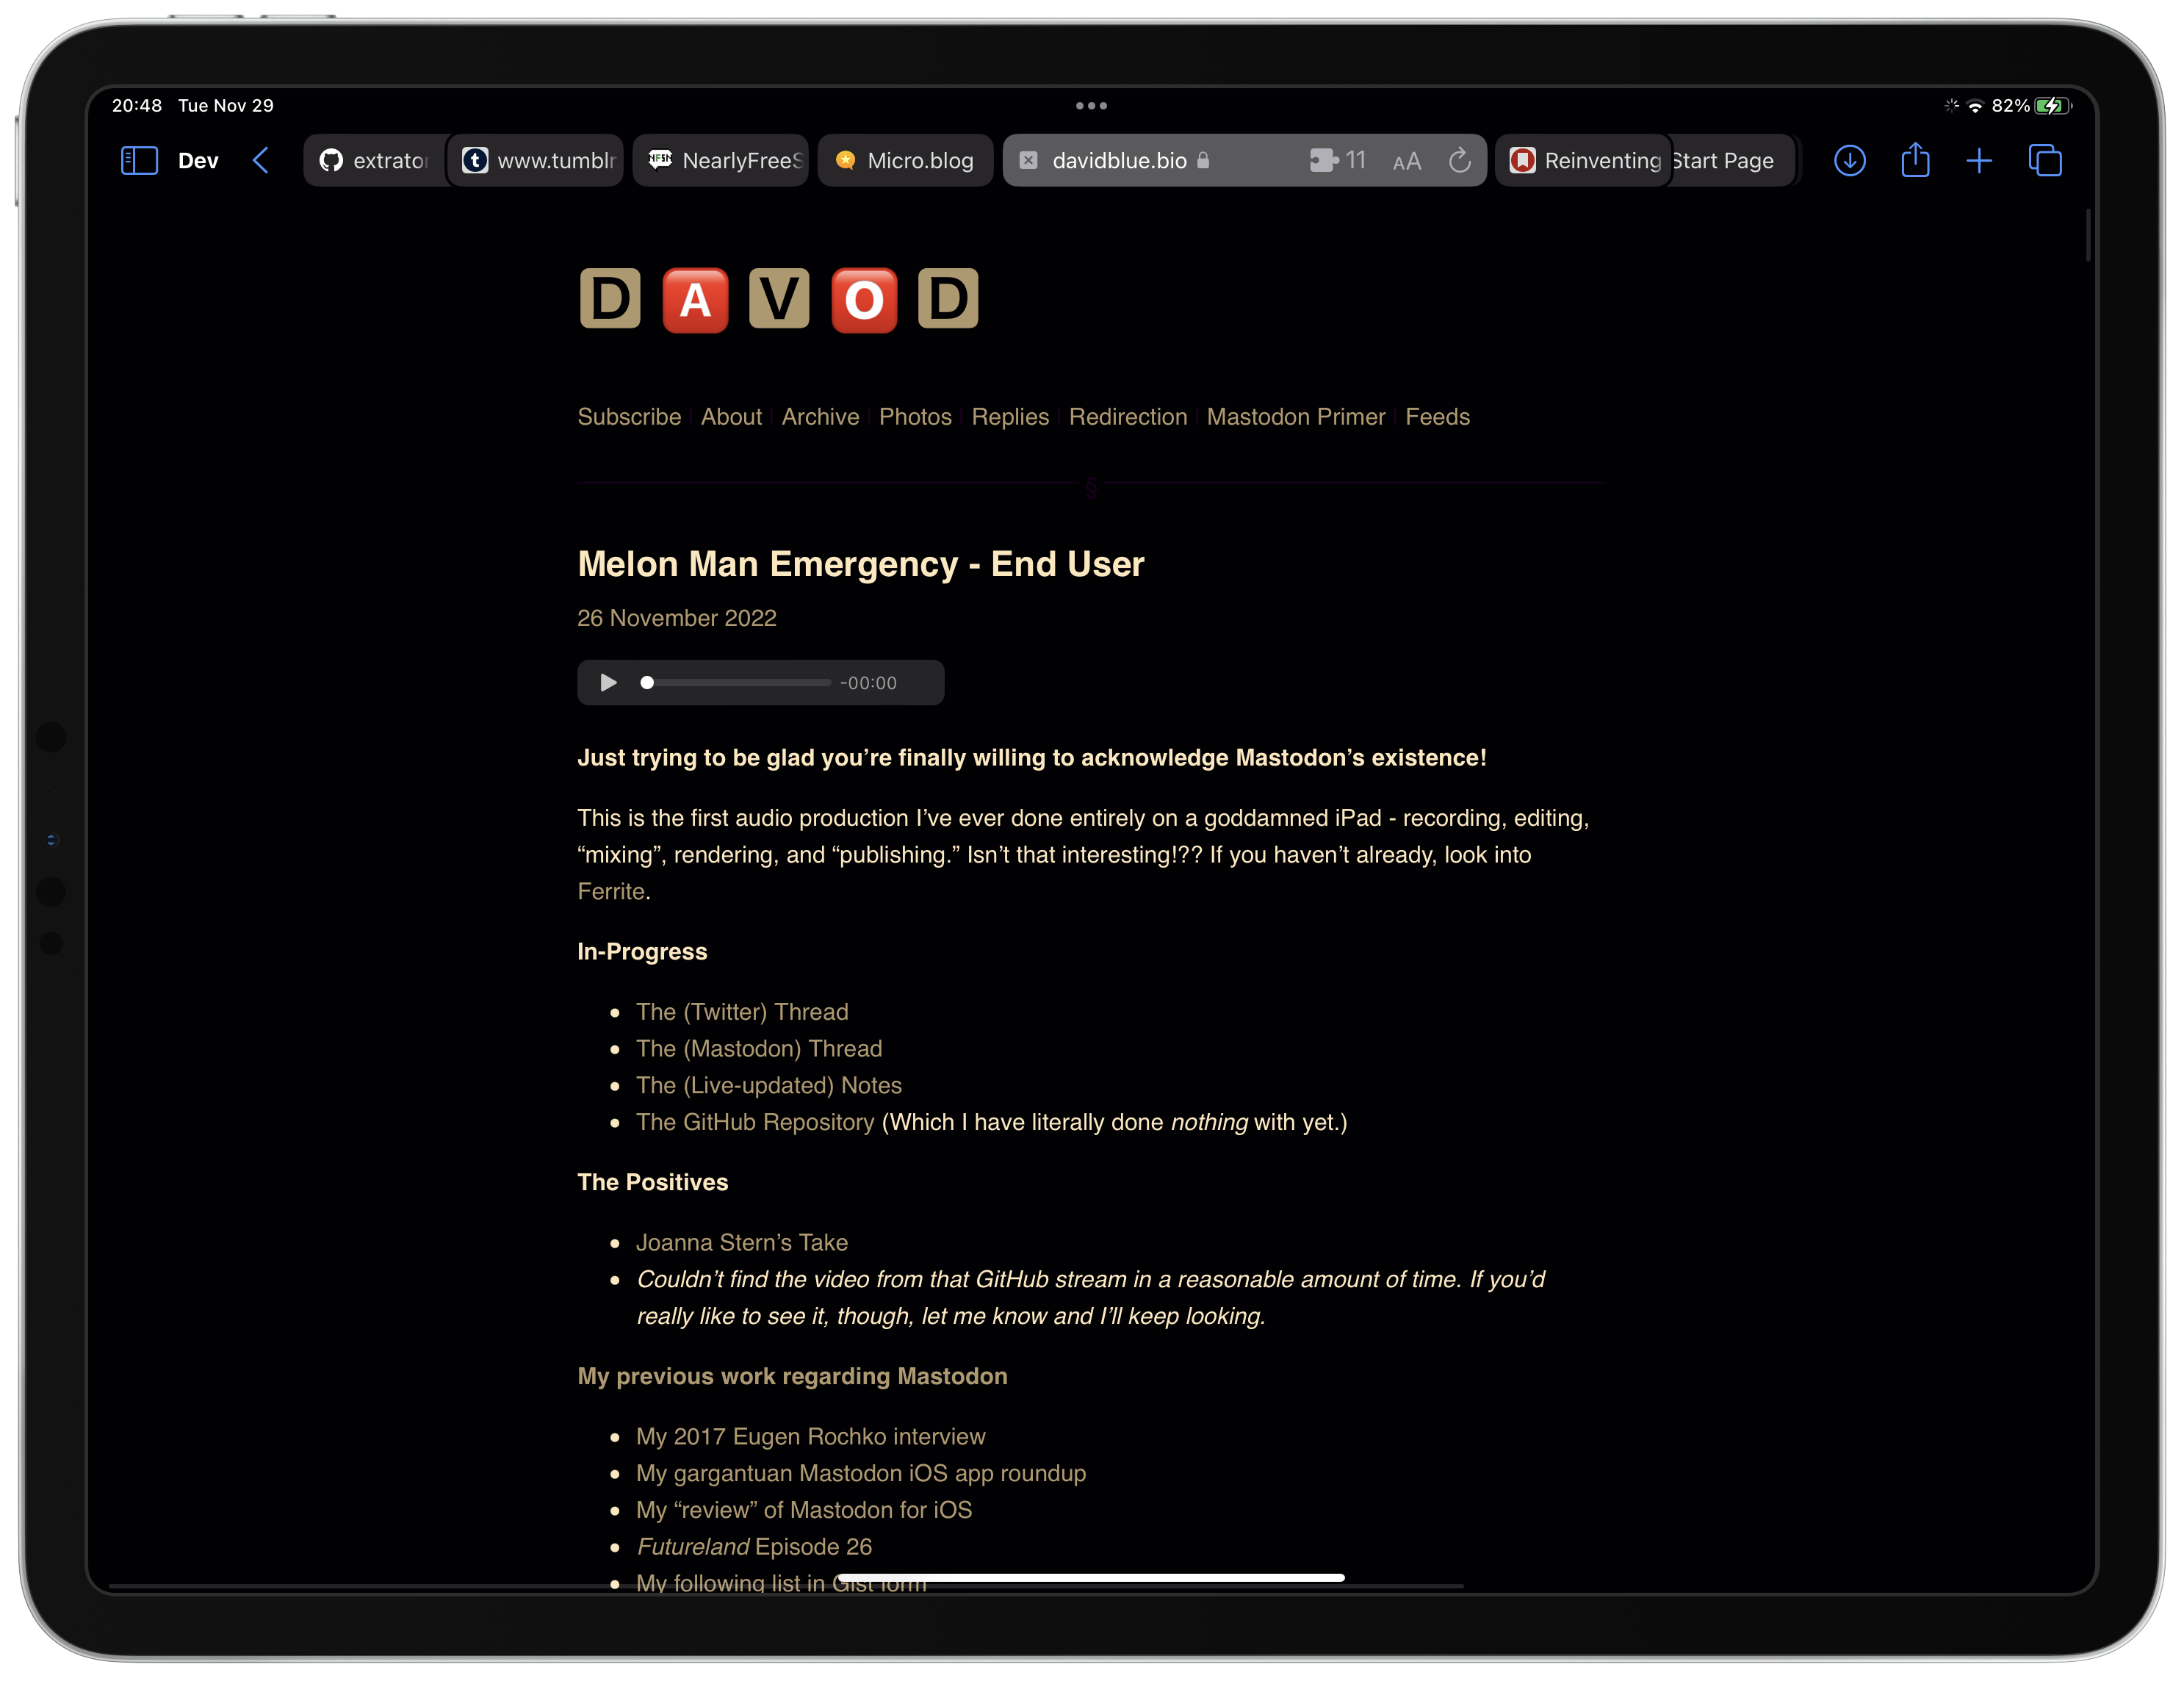 20:48 Tue Nov 29
82%
Dev
extrator
www.tumblr
NearlyFreeS
Micro.blog
davidblue.bio
11
AA
Reinventing
Start Page
D A V O D
Subscribe About Archive Photos Replies Redirection Mastodon Primer Feeds
§
Melon Man Emergency - End User
26 November 2022
-00:00
Just trying to be glad you’re finally willing to acknowledge Mastodon’s existence!
This is the first audio production I’ve ever done entirely on a goddamned iPad - recording, editing,
“mixing”, rendering, and “publishing.” Isn’t that interesting!?? If you haven’t already, look into
Ferrite.
In-Progress
The (Twitter) Thread
The (Mastodon) Thread
The (Live-updated) Notes
The GitHub Repository (Which I have literally done nothing with yet.)
The Positives
Joanna Stern’s Take
Couldn’t find the video from that GitHub stream in a reasonable amount of time. If you’d
really like to see it, though, let me know and I’ll keep looking.
My previous work regarding Mastodon
My 2017 Eugen Rochko interview
My gargantuan Mastodon iOS app roundup
My “review” of Mastodon for iOS
Futureland Episode 26
My following list in Gist form